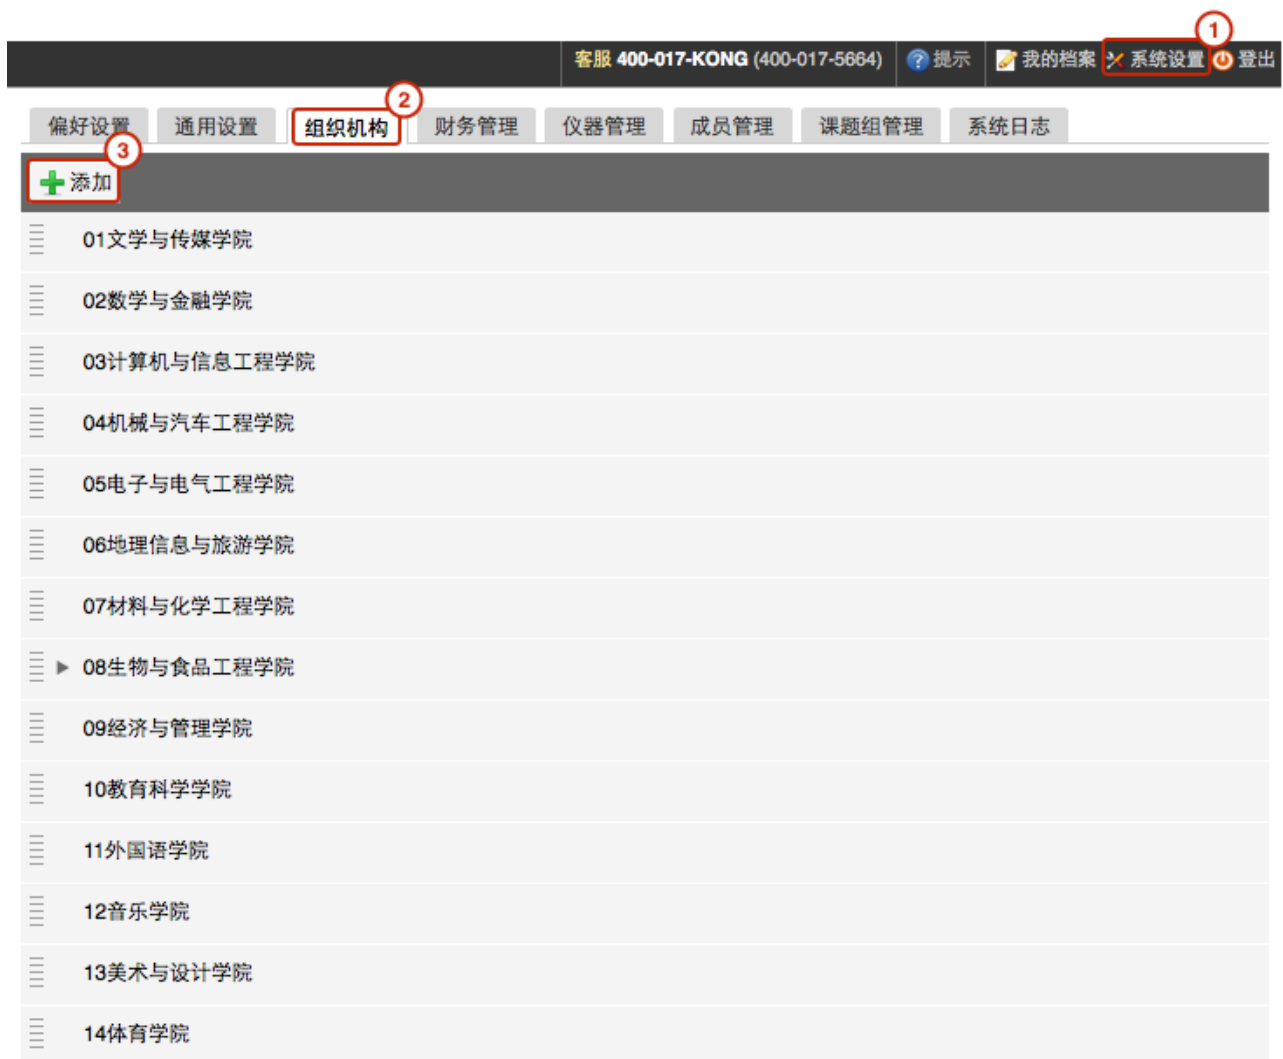 1
客服 400-017-KONG (400-017-5664) 提示 我的档案 系统设置 登出
2
偏好设置 通用设置 组织机构 财务管理 仪器管理 成员管理 课题组管理 系统日志
3
添加
01文学与传媒学院
02数学与金融学院
03计算机与信息工程学院
04机械与汽车工程学院
05电子与电气工程学院
06地理信息与旅游学院
07材料与化学工程学院
08生物与食品工程学院
09经济与管理学院
10教育科学学院
11外国语学院
12音乐学院
13美术与设计学院
14体育学院